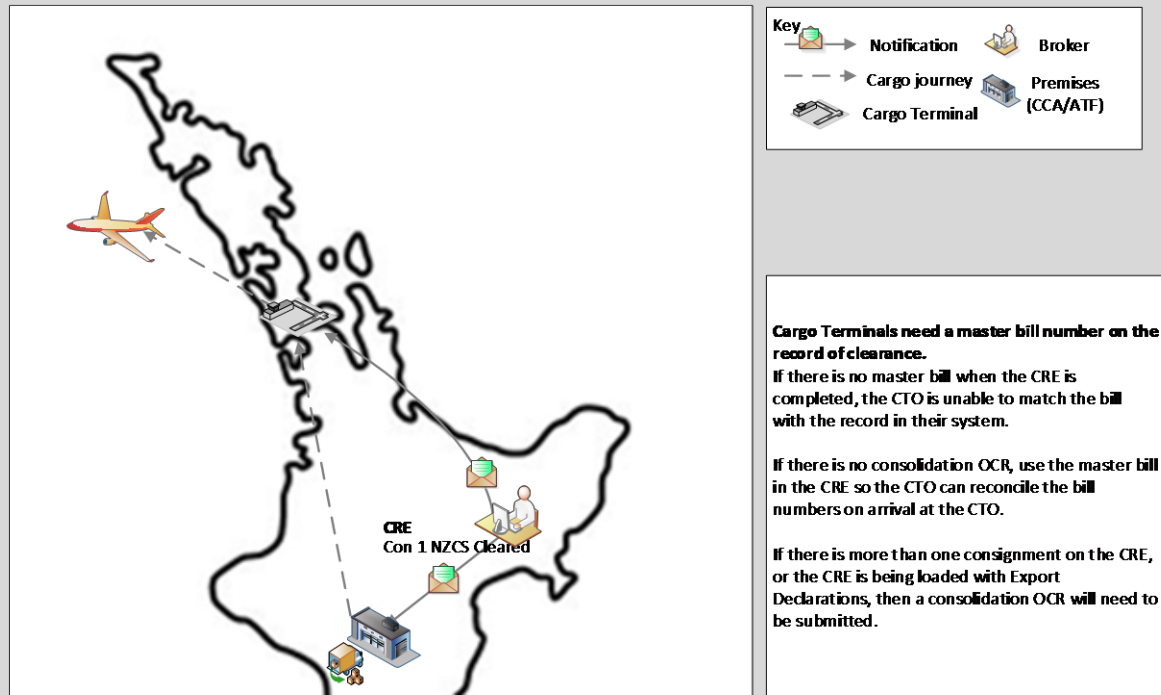 Key
Notification
Broker
Cargo journey
Premises
(CCA/ATF)
Cargo Terminal
Cargo Terminals need a master bill number on the
record of clearance.
If there is no master bill when the CRE is
completed, the CTO is unable to match the bill
with the record in their system.
If there is no consolidation OCR, use the master bill
in the CRE so the CTO can reconcile the bill
numbers on arrival at the CTO.
If there is more than one consignment on the CRE,
or the CRE is being loaded with Export
Declarations, then a consolidation OCR will need to
be submitted.
CRE
Con 1 NZCS Cleared